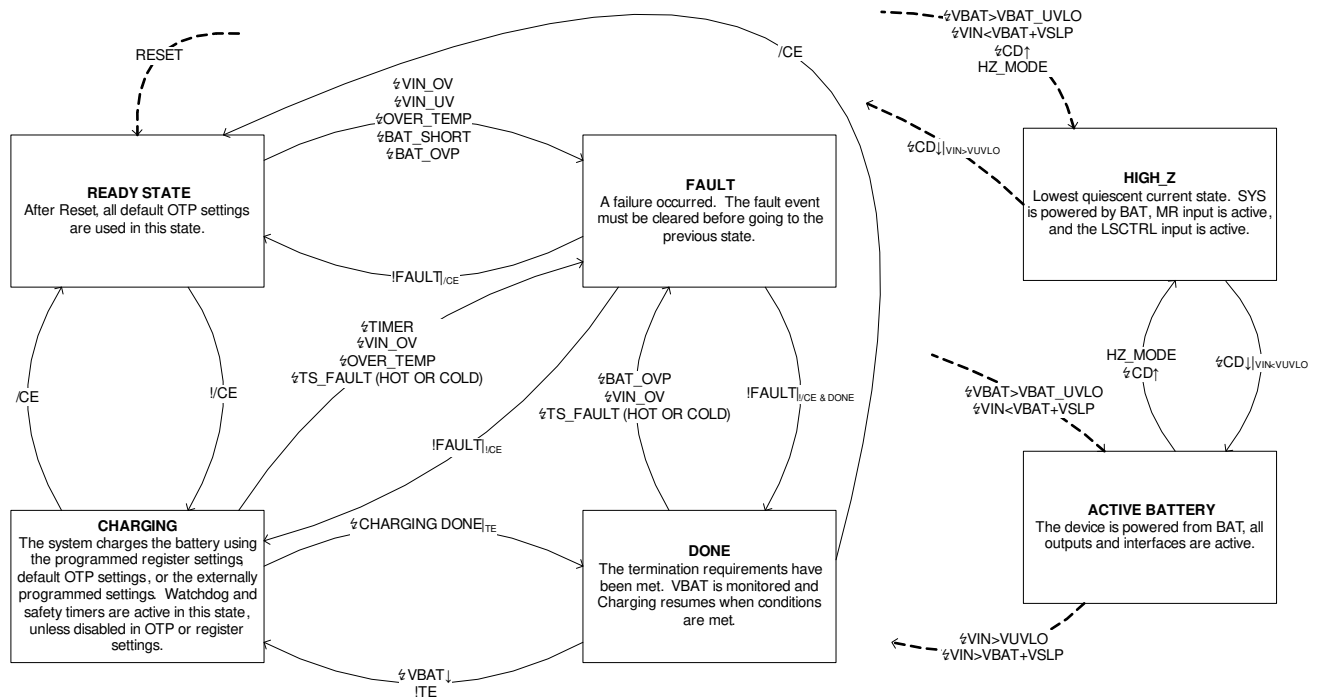 RESET
/CE
↯VIN_OV
↯VIN_UV
↯OVER_TEMP
↯BAT_SHORT
↯BAT_OVP
READY STATE
After Reset, all default OTP settings
are used in this state.
FAULT
A failure occurred. The fault event
must be cleared before going to the
previous state.
!FAULT|/CE
↯TIMER
↯VIN_OV
↯OVER_TEMP
↯TS_FAULT (HOT OR COLD)
/CE
!/CE
↯BAT_OVP
↯VIN_OV
↯TS_FAULT (HOT OR COLD)
!FAULT|!/CE & DONE
!FAULT|!/CE
CHARGING
The system charges the battery using
the programmed register settings,
default OTP settings, or the externally
programmed settings. Watchdog and
safety timers are active in this state,
unless disabled in OTP or register
settings.
↯CHARGING DONE|TE
DONE
The termination requirements have
been met. VBAT is monitored and
Charging resumes when conditions
are met.
↯VBAT↓
!TE
↯VBAT>VBAT_UVLO
↯VIN<VBAT+VSLP
↯CD↑
HZ_MODE
↯CD↓|VIN>VUVLO
HIGH_Z
Lowest quiescent current state. SYS
is powered by BAT, MR input is active,
and the LSCTRL input is active.
HZ_MODE
↯CD↑
↯CD↓|VIN<VUVLO
↯VBAT>VBAT_UVLO
↯VIN<VBAT+VSLP
ACTIVE BATTERY
The device is powered from BAT, all
outputs and interfaces are active.
↯VIN>VUVLO
↯VIN>VBAT+VSLP